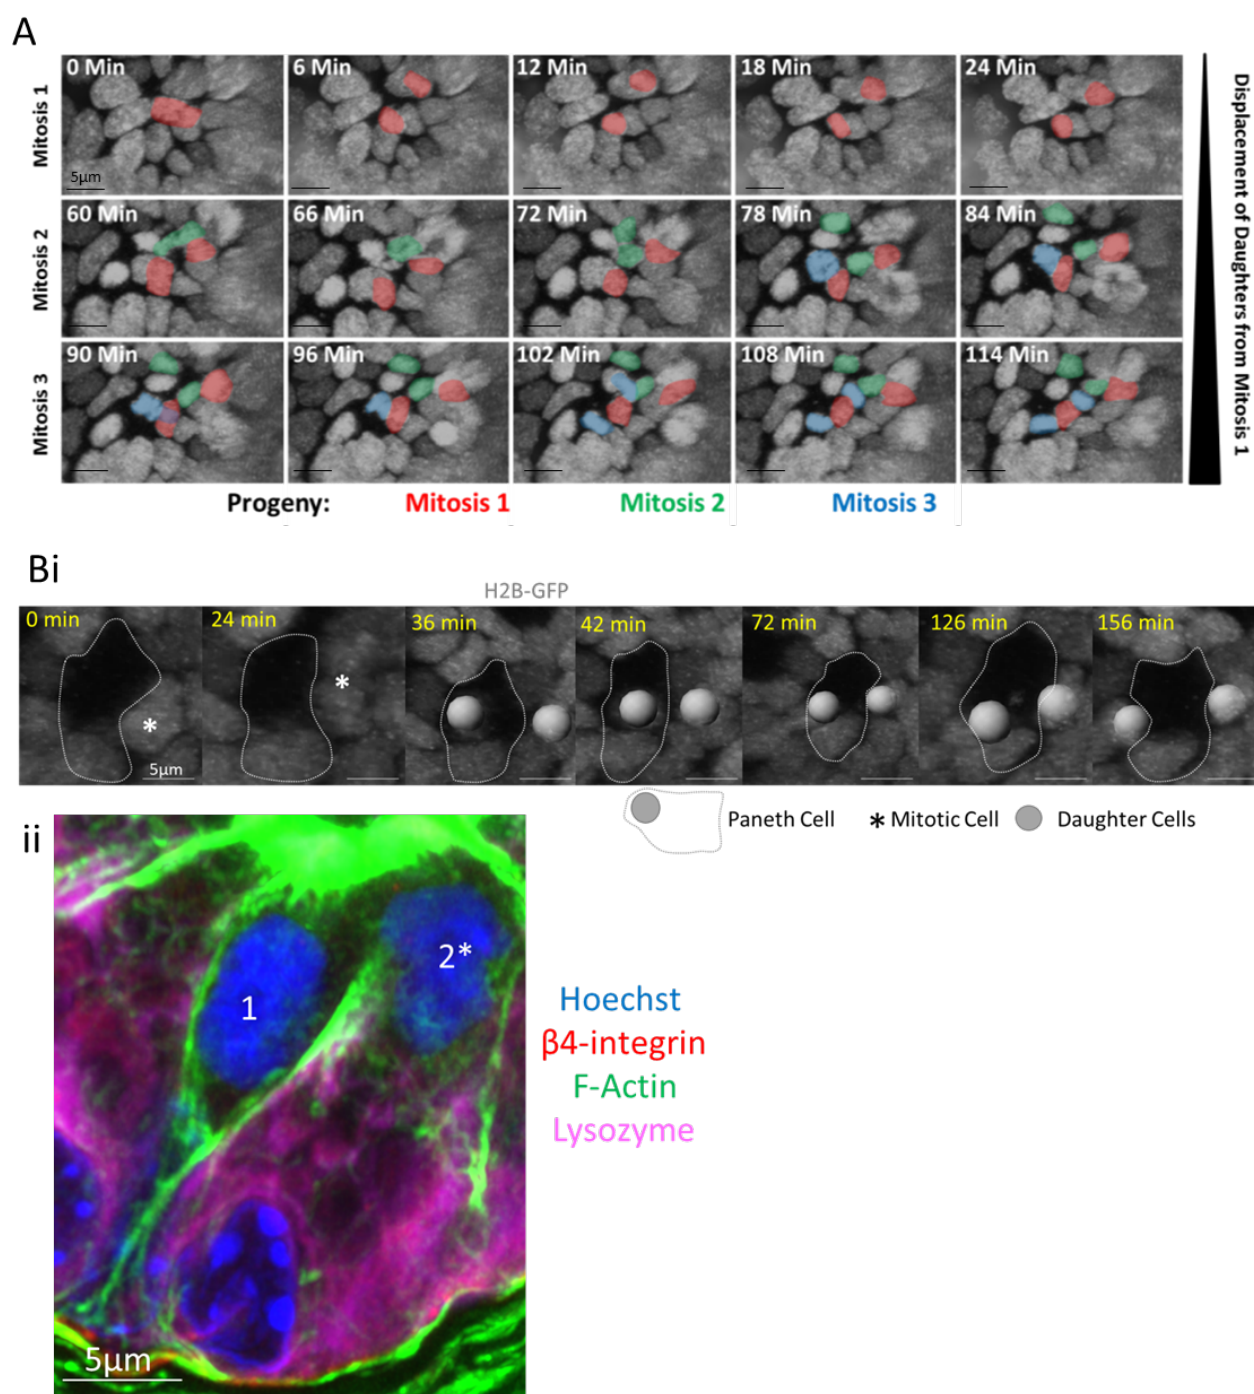 A
0 Min 6 Min 12 Min 18 Min 24 Min
Mitosis 1
5µm
60 Min 66 Min 72 Min 78 Min 84 Min
Mitosis 2
90 Min 96 Min 102 Min 108 Min 114 Min
Mitosis 3
Displacement of Daughters from Mitosis 1
Progeny: Mitosis 1 Mitosis 2 Mitosis 3
Bi
H2B-GFP
0 min 24 min 36 min 42 min 72 min 126 min 156 min
*
*
5µm
Paneth Cell * Mitotic Cell Daughter Cells
ii
1
2*
Hoechst
β4-integrin
F-Actin
Lysozyme
5µm